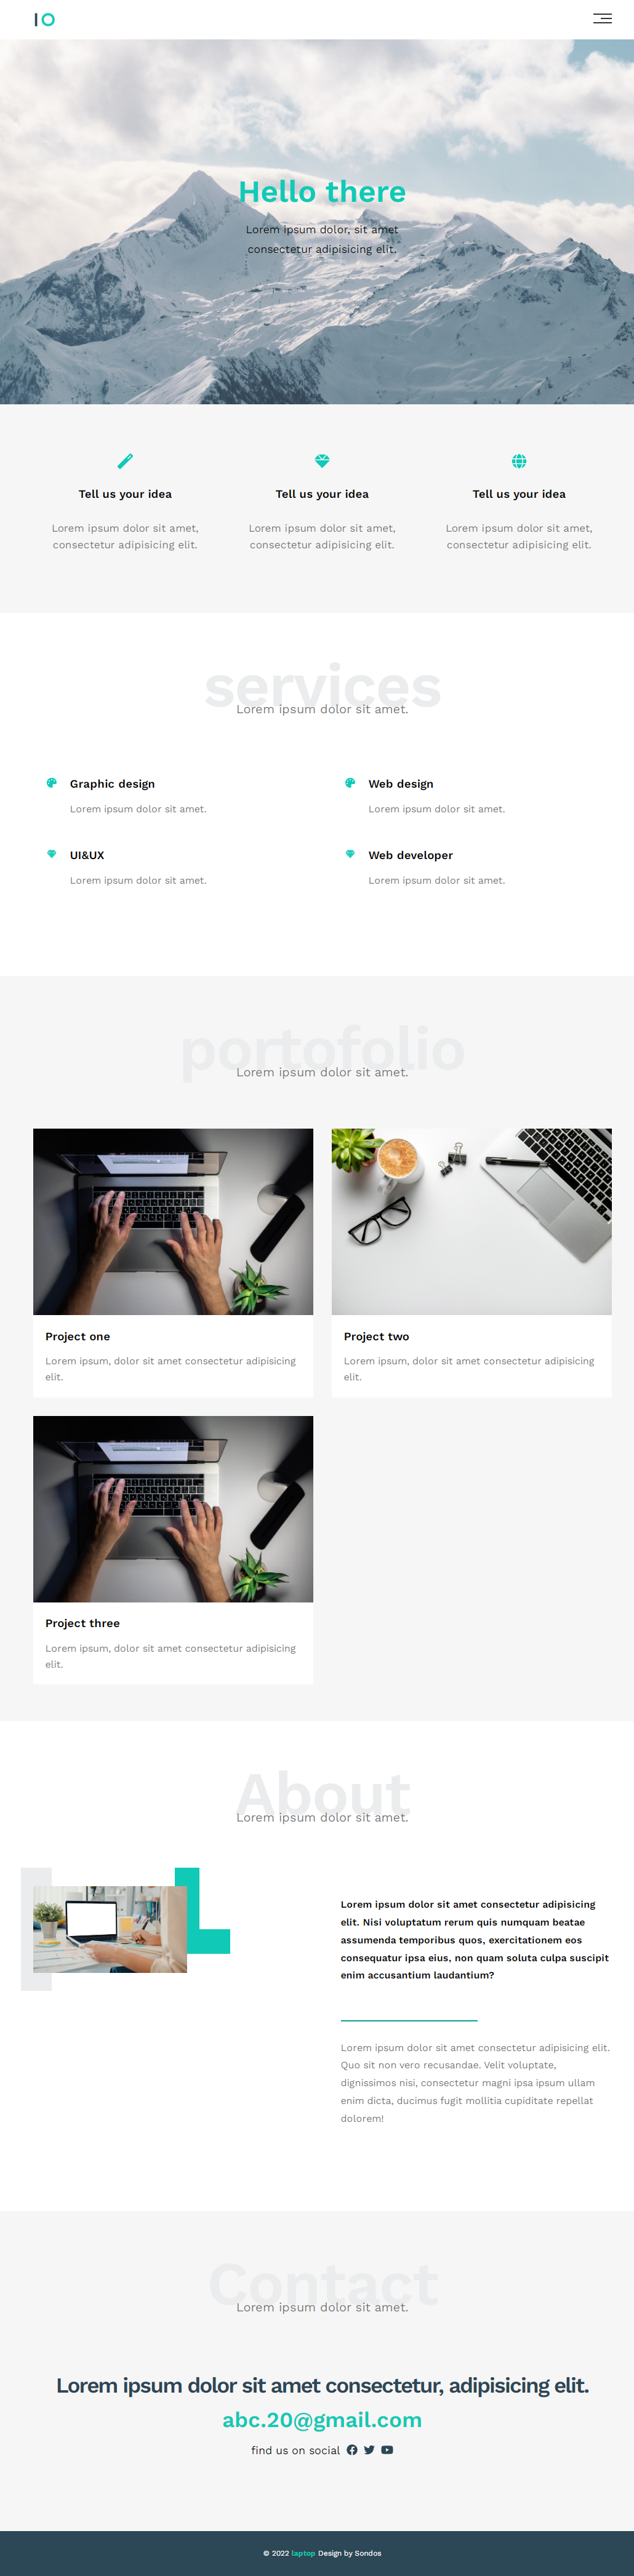 IO
Hello there
Lorem ipsum dolor, sit amet
consectetur adipisicing elit.
Tell us your idea
Lorem ipsum dolor sit amet,
consectetur adipisicing elit.
Tell us your idea
Lorem ipsum dolor sit amet,
consectetur adipisicing elit.
Tell us your idea
Lorem ipsum dolor sit amet,
consectetur adipisicing elit.
services
Lorem ipsum dolor sit amet.
Graphic design
Lorem ipsum dolor sit amet.
Web design
Lorem ipsum dolor sit amet.
UI&UX
Lorem ipsum dolor sit amet.
Web developer
Lorem ipsum dolor sit amet.
portofolio
Lorem ipsum dolor sit amet.
Project one
Lorem ipsum, dolor sit amet consectetur adipisicing
elit.
Project two
Lorem ipsum, dolor sit amet consectetur adipisicing
elit.
Project three
Lorem ipsum, dolor sit amet consectetur adipisicing
elit.
About
Lorem ipsum dolor sit amet.
Lorem ipsum dolor sit amet consectetur adipisicing
elit. Nisi voluptatum rerum quis numquam beatae
assumenda temporibus quos, exercitationem eos
consequatur ipsa eius, non quam soluta culpa suscipit
enim accusantium laudantium?
Lorem ipsum dolor sit amet consectetur adipisicing elit.
Quo sit non vero recusandae. Velit voluptate,
dignissimos nisi, consectetur magni ipsa ipsum ullam
enim dicta, ducimus fugit mollitia cupiditate repellat
dolorem!
Contact
Lorem ipsum dolor sit amet.
Lorem ipsum dolor sit amet consectetur, adipisicing elit.
abc.20@gmail.com
find us on social
© 2022 laptop Design by Sondos